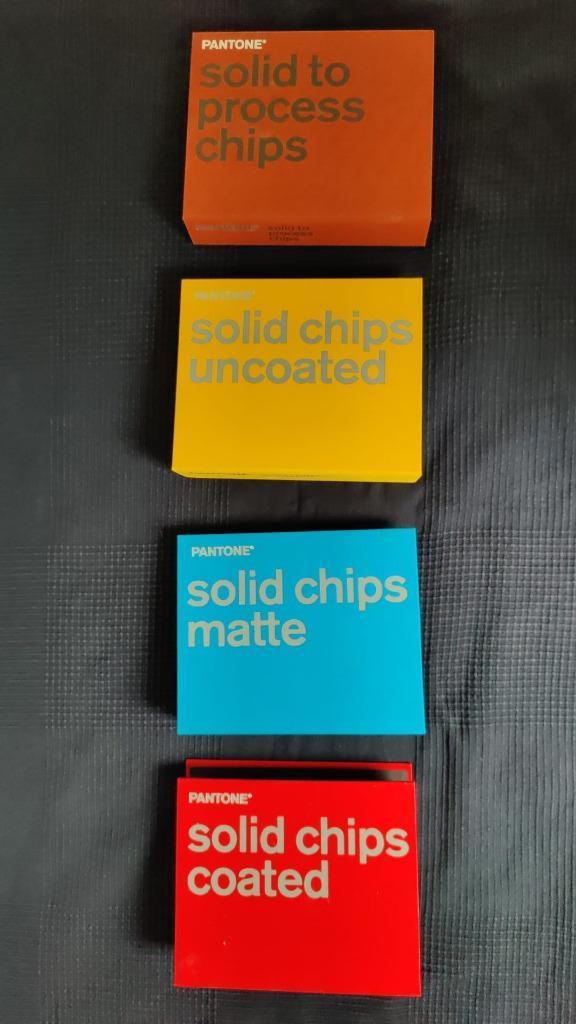 PANTONE®
solid to
process
chips
PANTONE® solid to
process
chips
PANTONE®
solid chips
uncoated
PANTONE®
solid chips
matte
PANTONE®
solid chips
coated